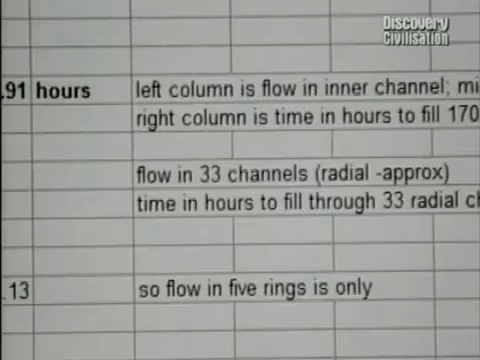 Discovery
Civilisation
.91 hours left column is flow in inner channel; mi
right column is time in hours to fill 170
flow in 33 channels (radial -approx)
time in hours to fill through 33 radial ch
.13 so flow in five rings is only